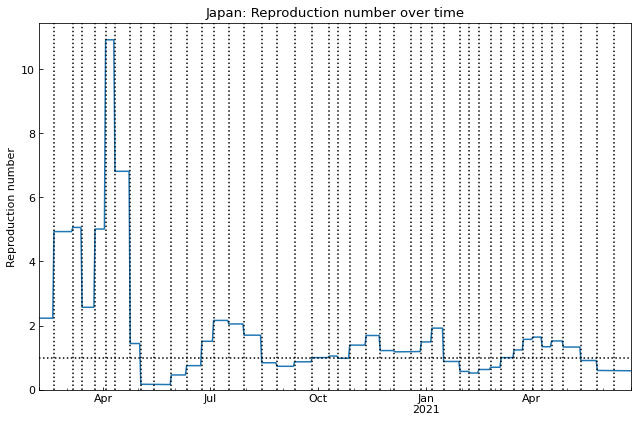 Japan: Reproduction number over time
Reproduction number
10
8
6
4
2
0
Apr
Jul
Oct
Jan
2021
Apr